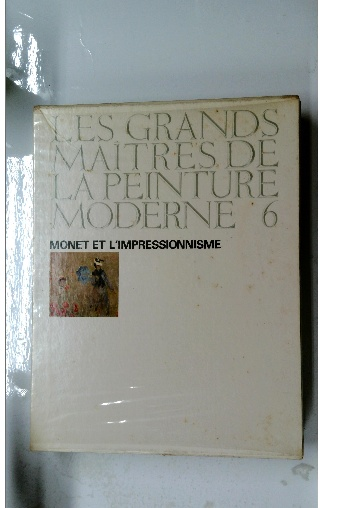 LES GRANDS
MAITRES DE
LA PEINTURE
MODERNE 6
MONET ET L'IMPRESSIONNISME